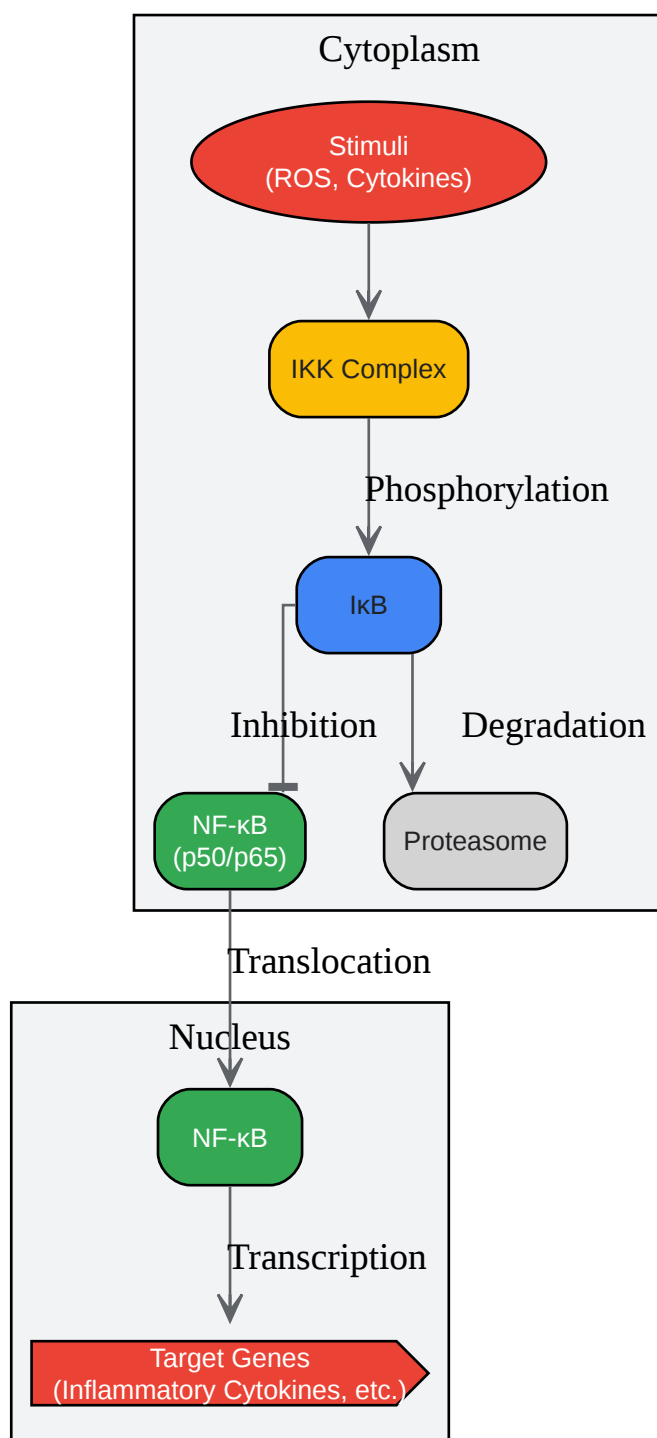 Cytoplasm
Stimuli
(ROS, Cytokines)
IKK Complex
Phosphorylation
IκB
Inhibition
Degradation
NF-κB
(p50/p65)
Proteasome
Translocation
Nucleus
NF-κB
Transcription
Target Genes
(Inflammatory Cytokines, etc.)